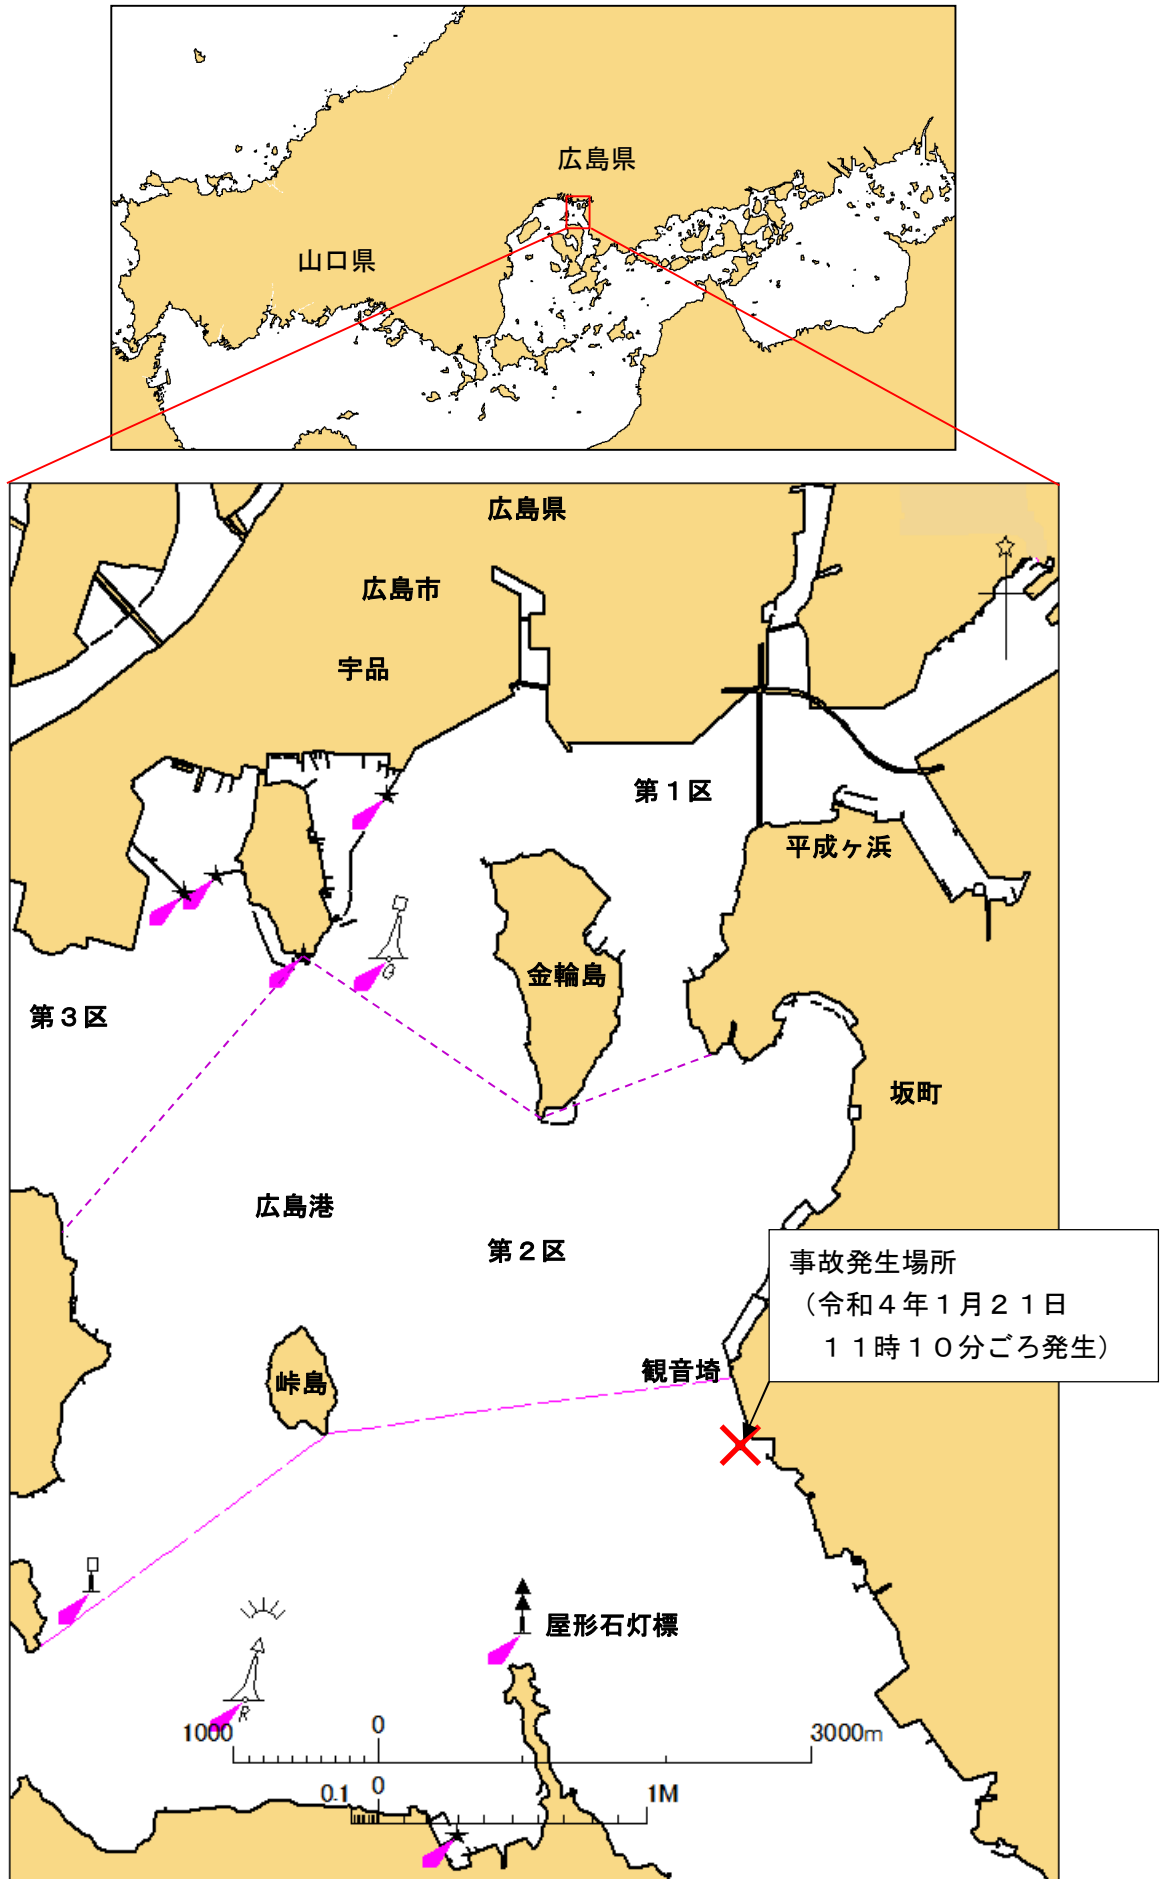 広島県
山口県
広島県
広島市
宇品
第１区
平成ヶ浜
金輪島
第３区
坂町
広島港
第２区
事故発生場所
（令和４年１月２１日
１１時１０分ごろ発生）
観音埼
峠島
屋形石灯標
G
R
1000 0 3000m
0.1 0 1M